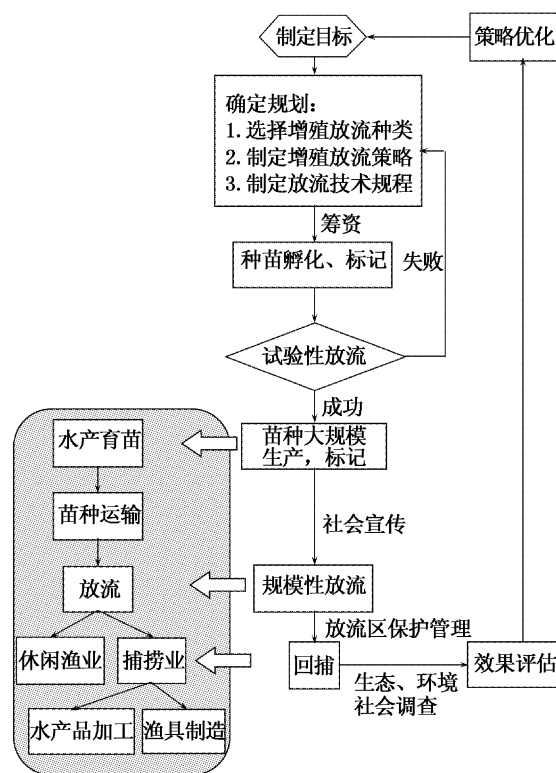 制定目标
策略优化
确定规划：
1.选择增殖放流种类
2.制定增殖放流策略
3.制定放流技术规程
筹资
种苗孵化、标记
失败
试验性放流
成功
水产育苗
苗种大规模
生产，标记
苗种运输
社会宣传
放流
规模性放流
放流区保护管理
休闲渔业
捕捞业
回捕
效果评估
生态、环境
社会调查
水产品加工
渔具制造